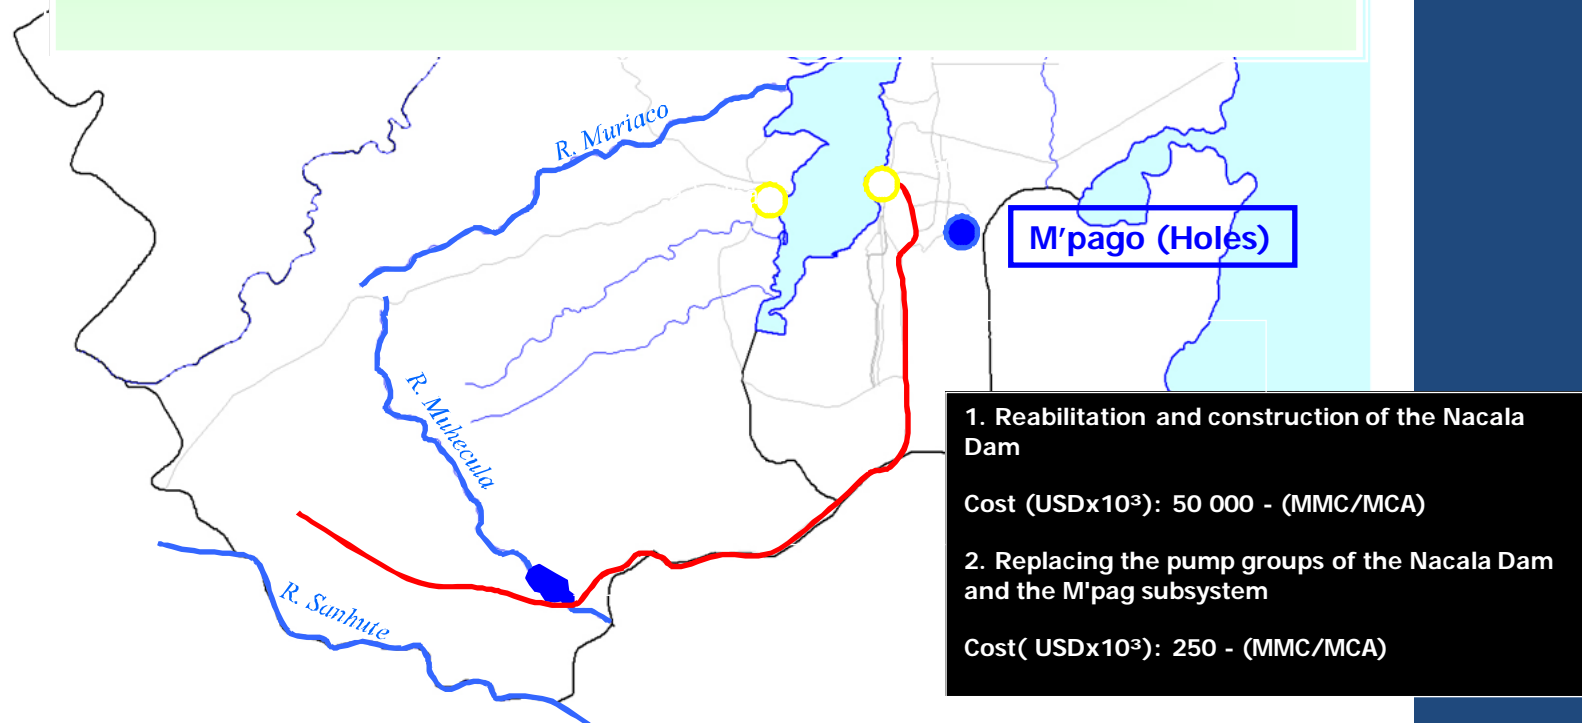 R. Muriaco
M'pago (Holes)
R. Muhecula
1. Reabilitation and construction of the Nacala
Dam
Cost (USDx10³): 50 000 - (MMC/MCA)
2. Replacing the pump groups of the Nacala Dam
and the M'pag subsystem
Cost( USDx10³): 250 - (MMC/MCA)
R. Sanhute